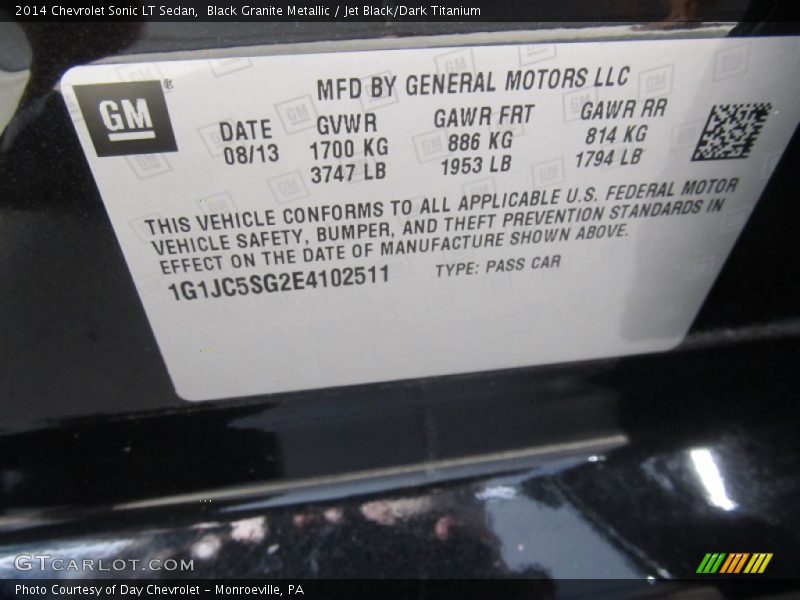 2014 Chevrolet Sonic LT Sedan,  Black Granite Metallic / Jet Black/Dark Titanium
GM
MFD BY GENERAL MOTORS LLC
DATE GVWR GAWR FRT GAWR RR
08/13 1700 KG 886 KG 814 KG
3747 LB 1953 LB 1794 LB
THIS VEHICLE CONFORMS TO ALL APPLICABLE U.S. FEDERAL MOTOR
VEHICLE SAFETY, BUMPER, AND THEFT PREVENTION STANDARDS IN
EFFECT ON THE DATE OF MANUFACTURE SHOWN ABOVE.
1G1JC5SG2E4102511 TYPE: PASS CAR
GTCARLOT.COM
Photo Courtesy of Day Chevrolet – Monroeville, PA